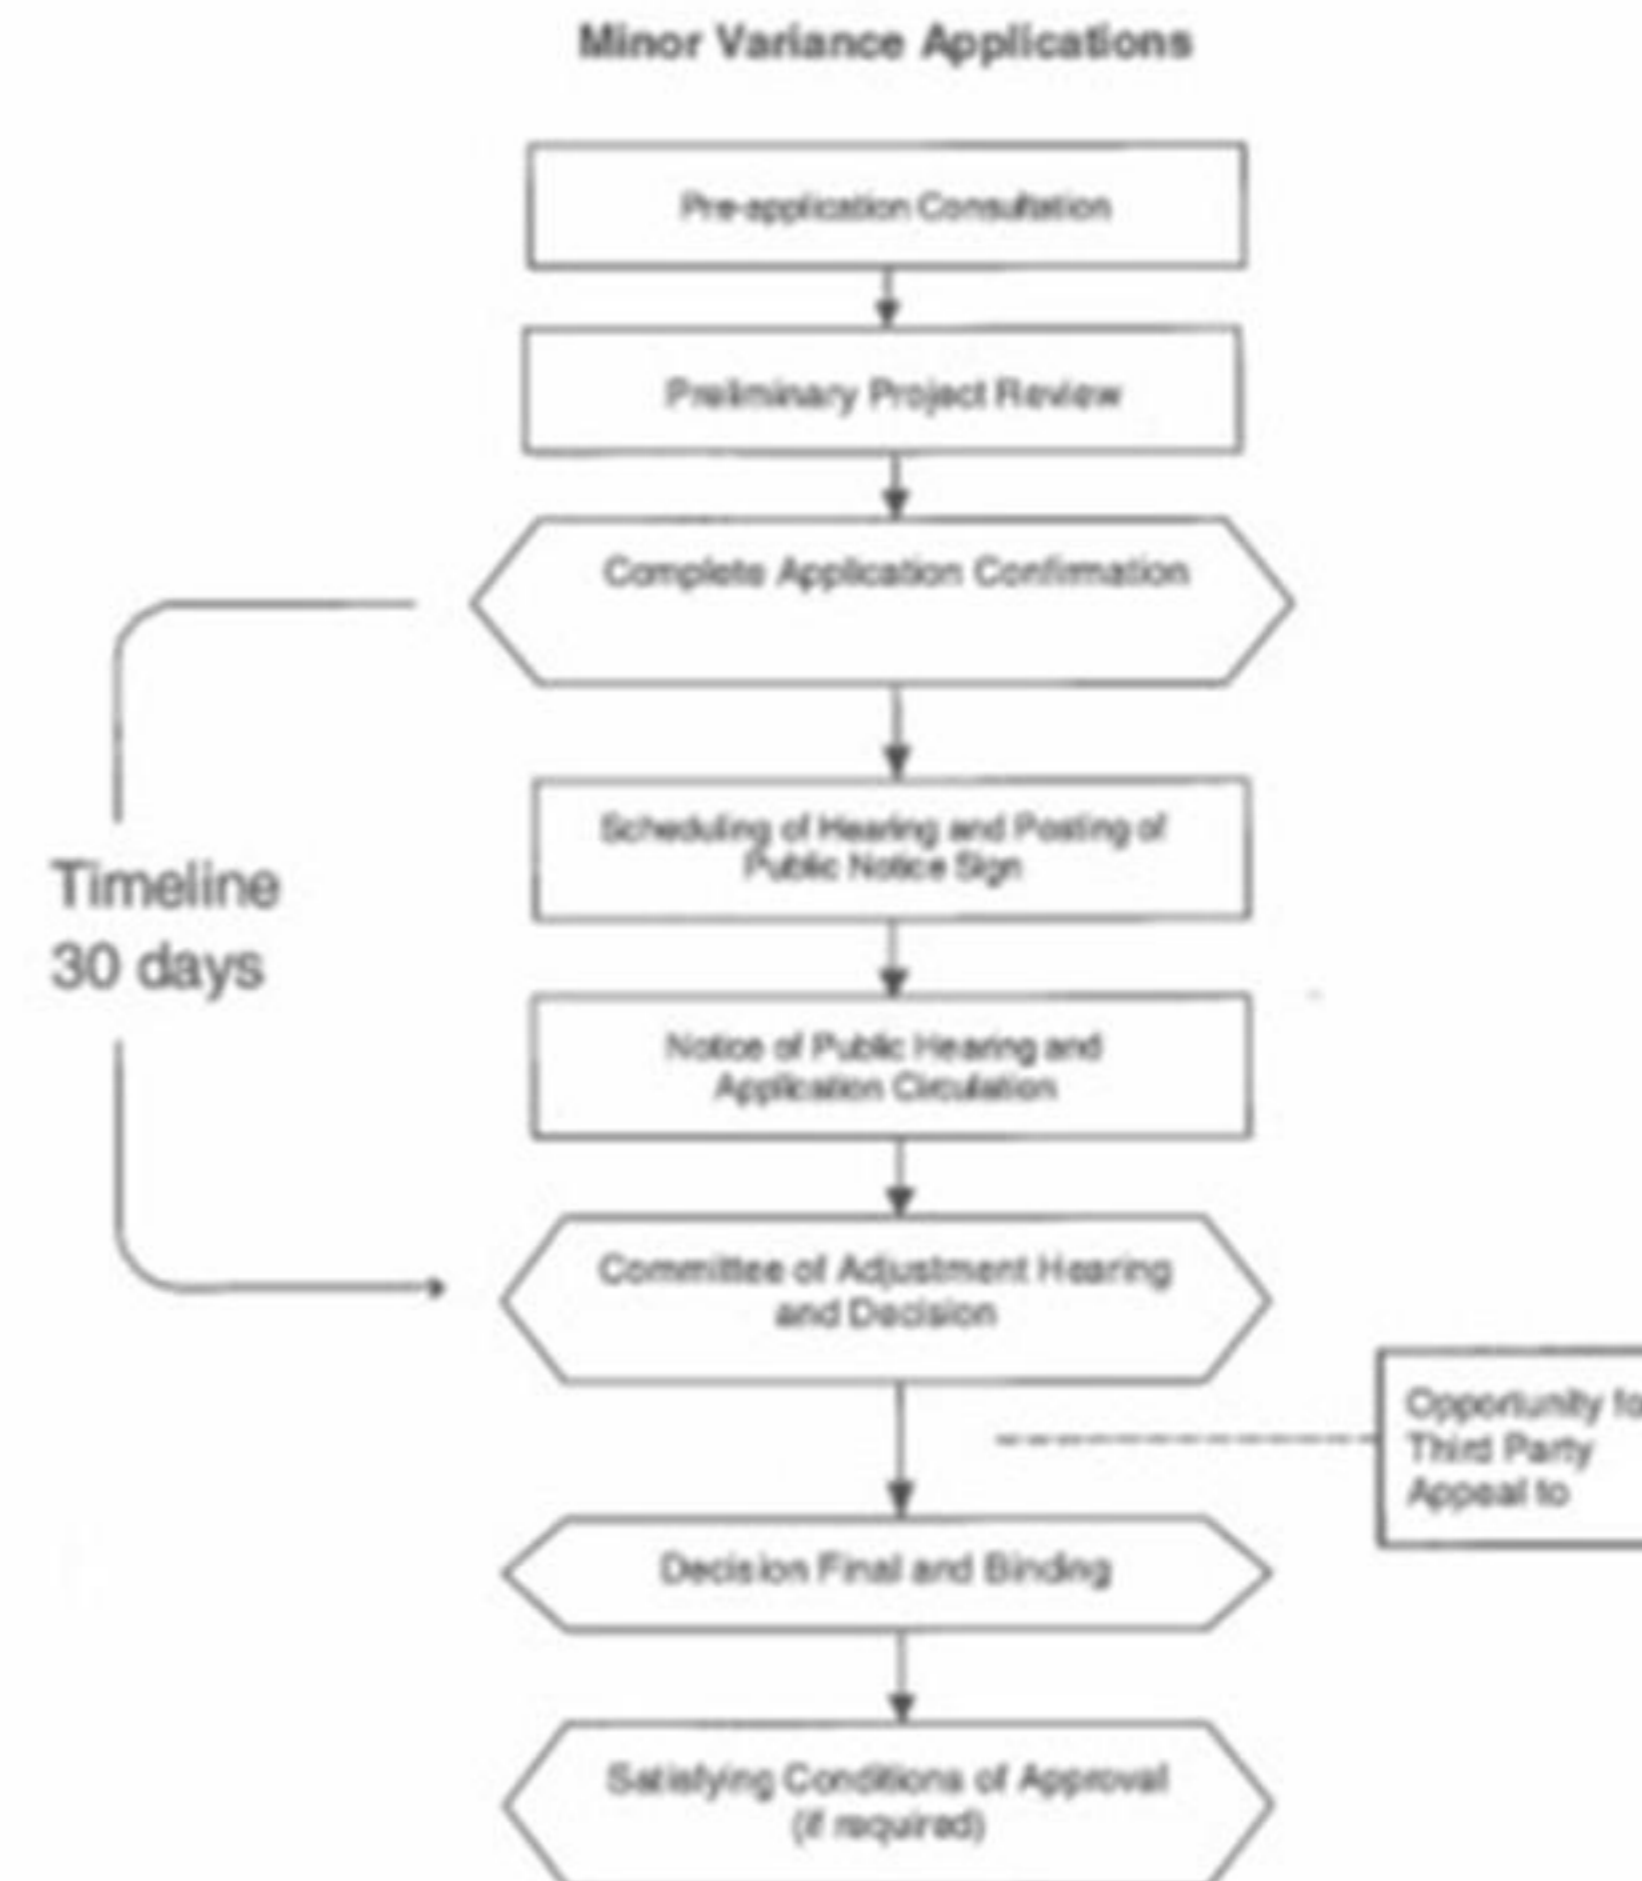 Minor Variance Applications
Pre-application Consultation
Preliminary Project Review
Complete Application Confirmation
Scheduling of Hearing and Posting of
Public Notice Sign
Timeline
30 days
Notice of Public Hearing and
Application Circulation
Committee of Adjustment Hearing
and Decision
Opportunity fo
Third Party
Appeal to
Decision Final and Binding
Satisfying Conditions of Approval
(if required)